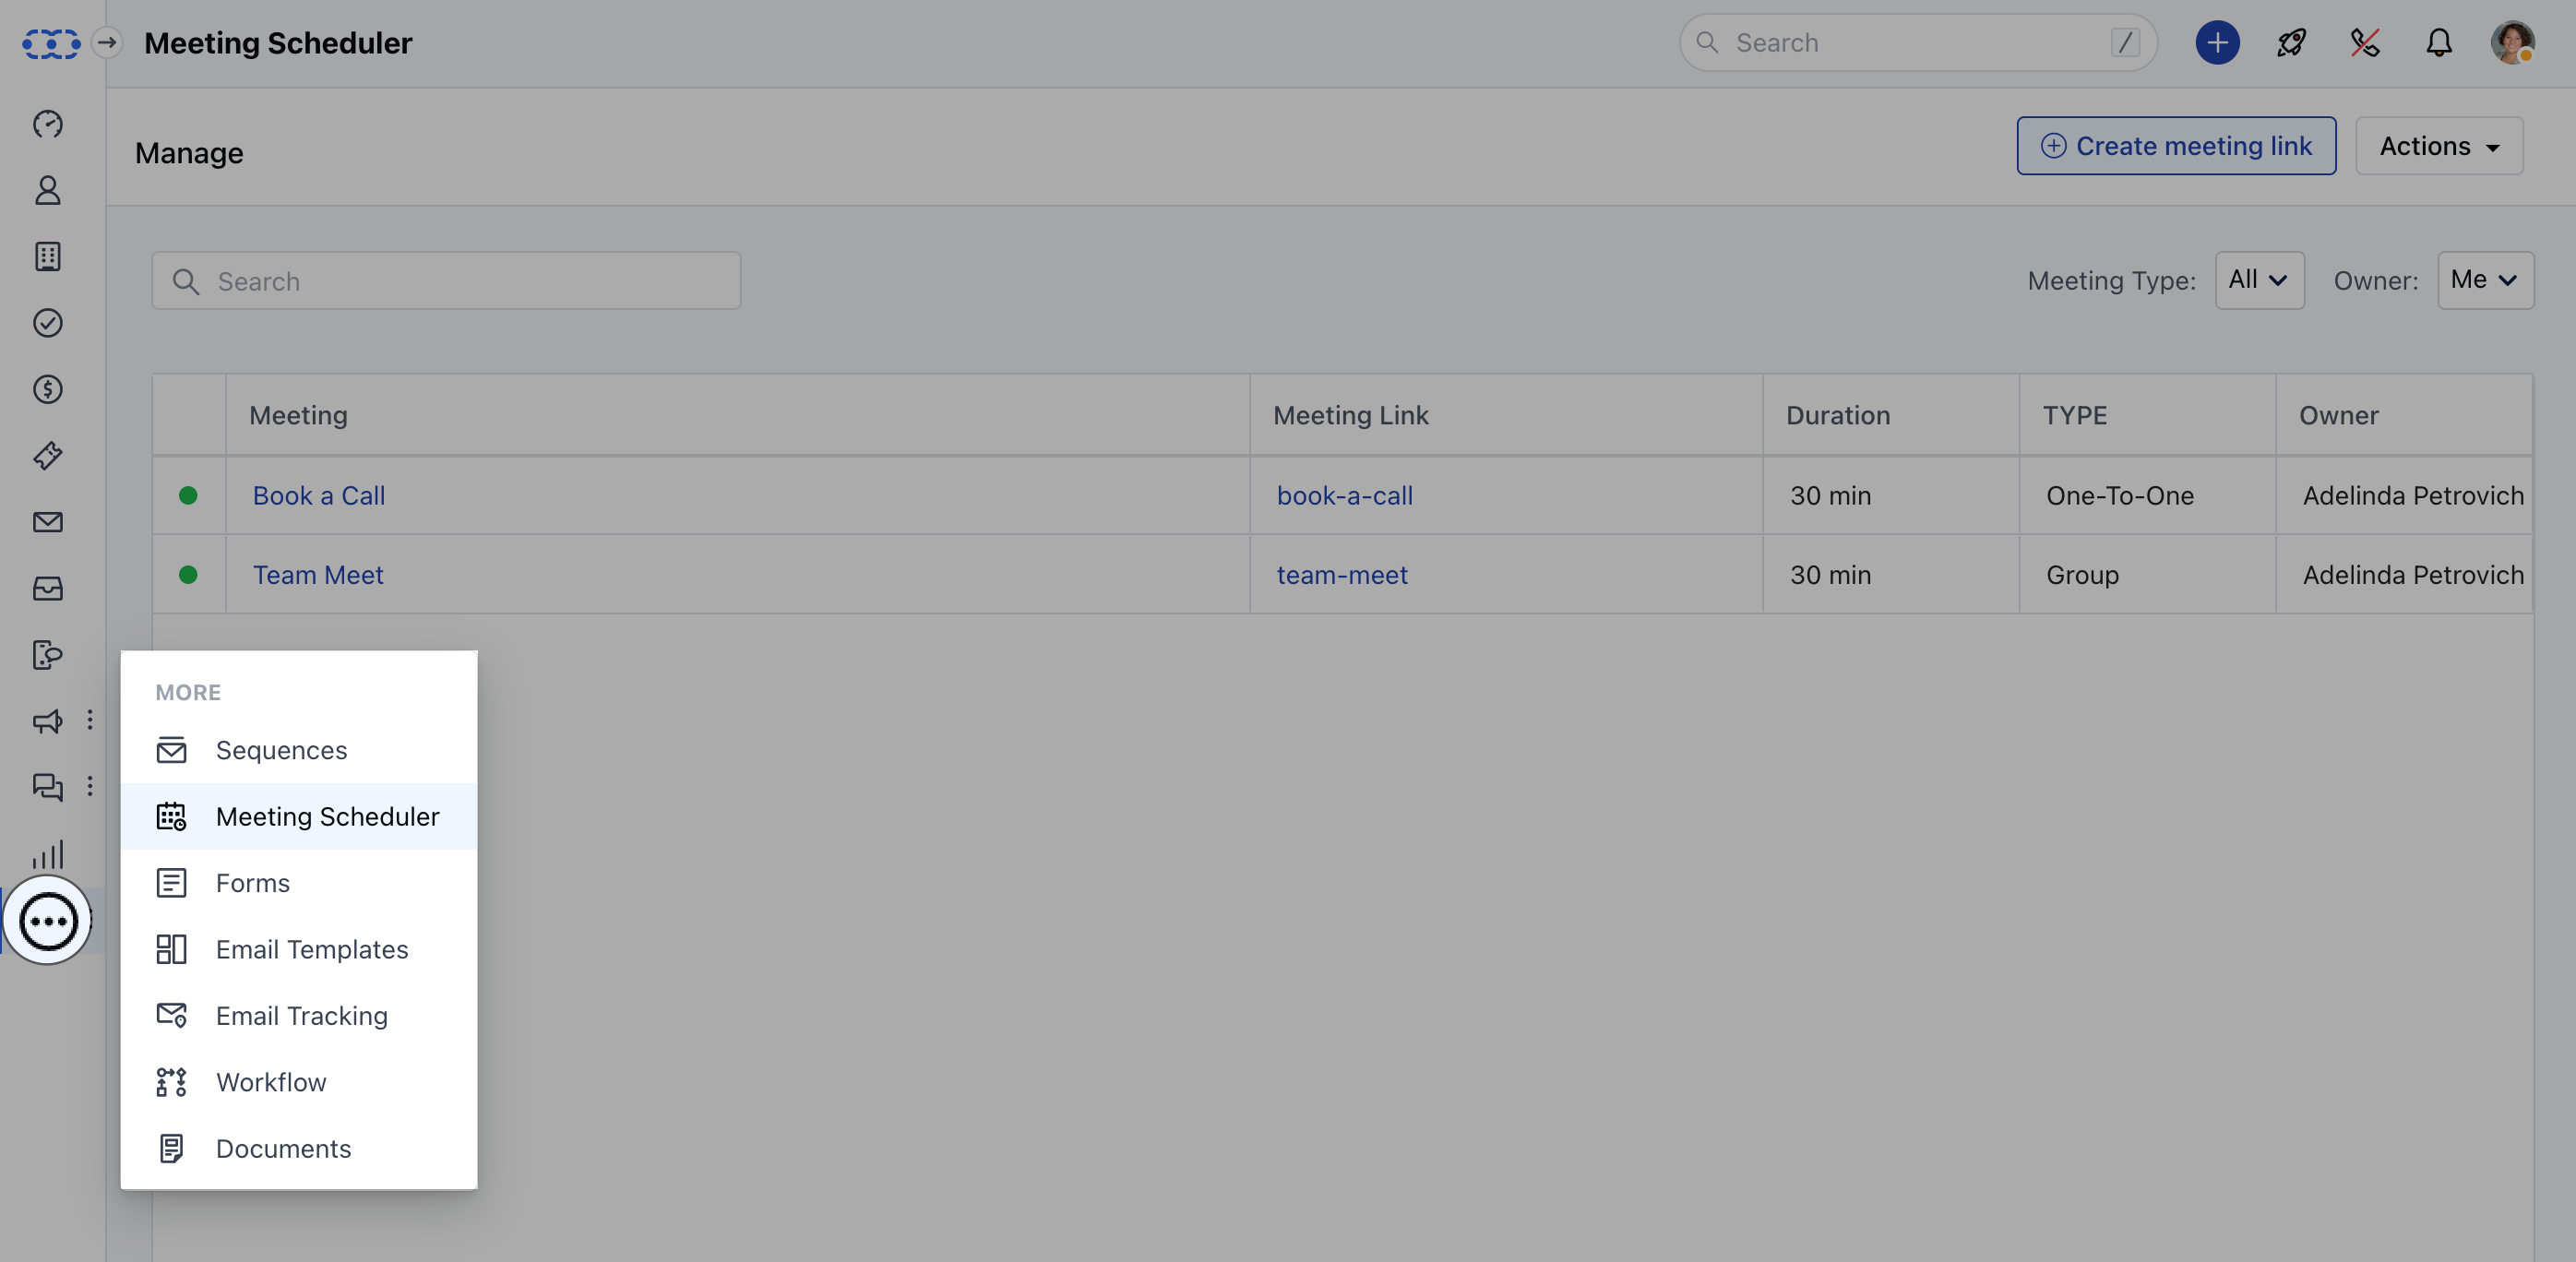 Meeting Scheduler
Search /
Manage
Create meeting link
Actions
Search
Meeting Type: All Owner: Me
Meeting Meeting Link Duration TYPE Owner
Book a Call book-a-call 30 min One-To-One Adelinda Petrovich
Team Meet team-meet 30 min Group Adelinda Petrovich
MORE
Sequences
Meeting Scheduler
Forms
Email Templates
Email Tracking
Workflow
Documents